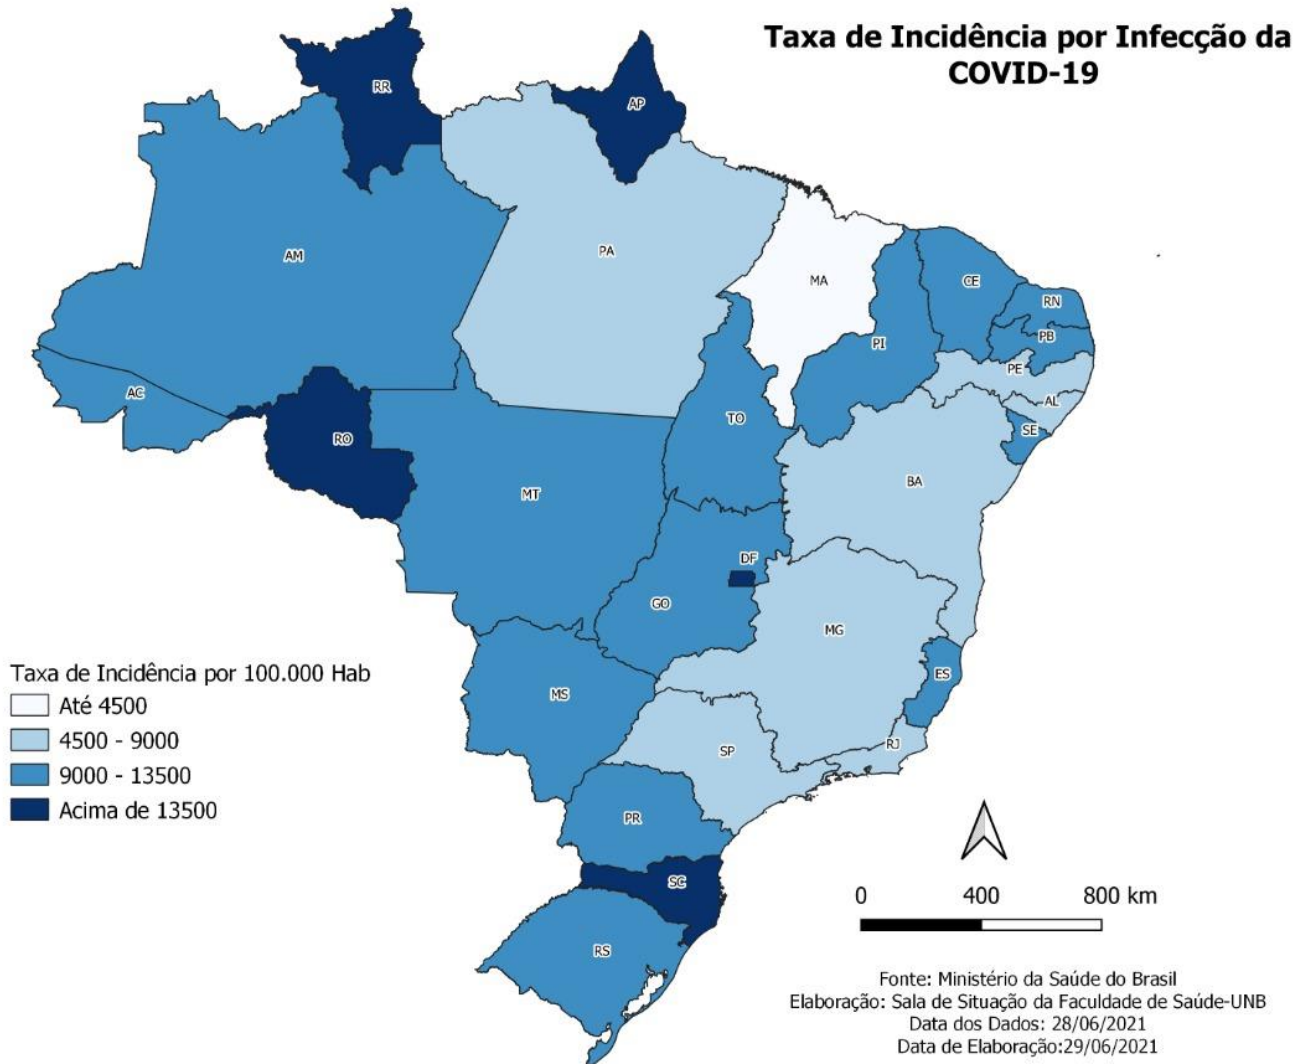 Taxa de Incidência por Infecção da
COVID-19
RR
AP
AM
PA
MA
CE
RN
PB
PI
PE
AC
AL
TO
SE
RO
BA
MT
DF
GO
MG
Taxa de Incidência por 100.000 Hab
ES
MS
Até 4500
4500 - 9000
RJ
SP
9000 - 13500
Acima de 13500
PR
SC
0 400 800 km
RS
Fonte: Ministério da Saúde do Brasil
Elaboração: Sala de Situação da Faculdade de Saúde-UNB
Data dos Dados: 28/06/2021
Data de Elaboração:29/06/2021